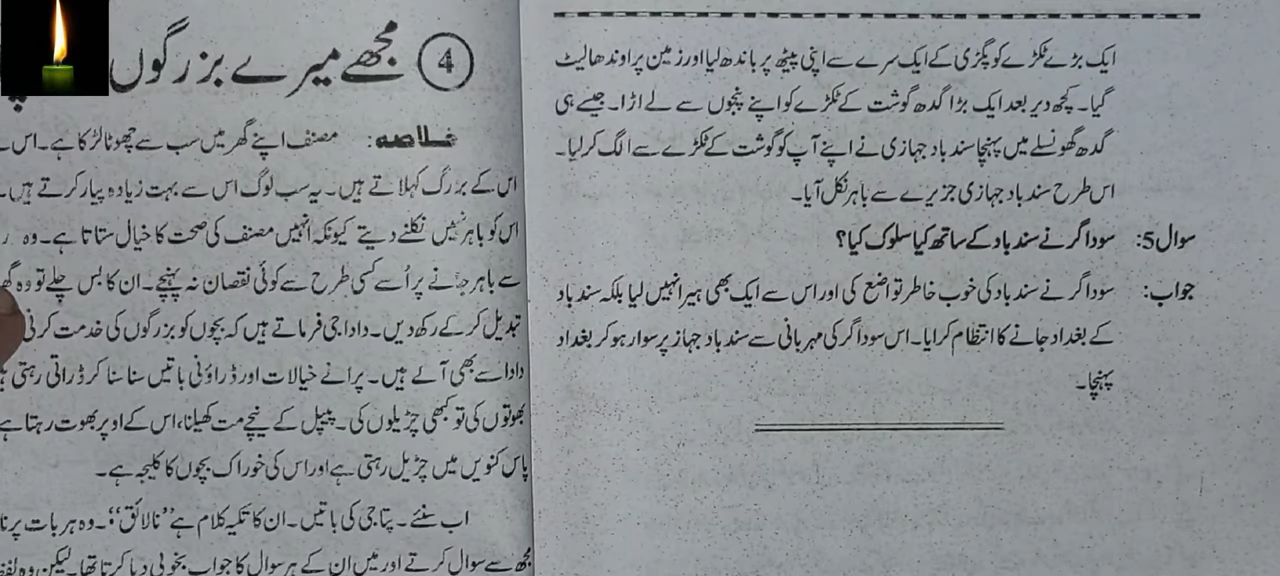 ایک بڑے ٹکڑے کو پگڑی کے ایک سرے سے اپنی پیٹھ پر باندھ لیا اور زمین پر اوندھا لیٹ
گیا۔ کچھ دیر بعد ایک بڑا گدھ گوشت کے ٹکڑے کو اپنے پنجوں سے لے اڑا۔ جیسے ہی
گدھ گھونسلے میں پہنچا سندباد جہازی نے اپنے آپ کو گوشت کے ٹکڑے سے الگ کر لیا۔
اس طرح سندباد جہازی جزیرے سے باہر نکل آیا۔
سوال 5: سوداگر نے سندباد کے ساتھ کیا سلوک کیا؟
جواب: سوداگر نے سندباد کی خوب خاطر تواضع کی اور اس سے ایک بھی ہیرا نہیں لیا بلکہ سندباد
کے بغداد جانے کا انتظام کرایا۔ اس سوداگر کی مہربانی سے سندباد جہاز پر سوار ہو کر بغداد
پہنچا۔
4 مجھے میرے بزرگوں
خلاصہ: مصنف اپنے گھر میں سب سے چھوٹا لڑکا ہے۔ اس
اس کے بزرگ کہلاتے ہیں۔ یہ سب لوگ اس سے بہت زیادہ پیار کرتے ہیں۔
اس کو باہر نہیں نکلنے دیتے کیونکہ انہیں مصنف کی صحت کا خیال ستاتا ہے۔ وہ
سے باہر جانے پر اُسے کسی طرح سے کوئی نقصان نہ پہنچے۔ ان کا بس چلے تو وہ
تبدیل کر کے رکھ دیں۔ دادا جی فرماتے ہیں کہ بچوں کو بزرگوں کی خدمت کرنی
دادا سے بھی آلے ہیں۔ پرانے خیالات اور ڈراؤنی باتیں سنا سنا کر ڈراتی رہتی
بھوتوں کی تو کبھی چڑیلوں کی۔ پیپل کے نیچے مت کھیلنا، اس کے اوپر بھوت رہتا ہے
پاس کنویں میں چڑیل رہتی ہے اور اس کی خوراک بچوں کا کلیجہ ہے۔
اب سنئے۔ پتا جی کی باتیں۔ ان کا تکیہ کلام ہے ”نالائق“۔ وہ ہر بات پر
مجھ سے سوال کرتے اور میں ان کے ہر سوال کا جواب بخوبی دیا کرتا تھا۔ لیکن وہ